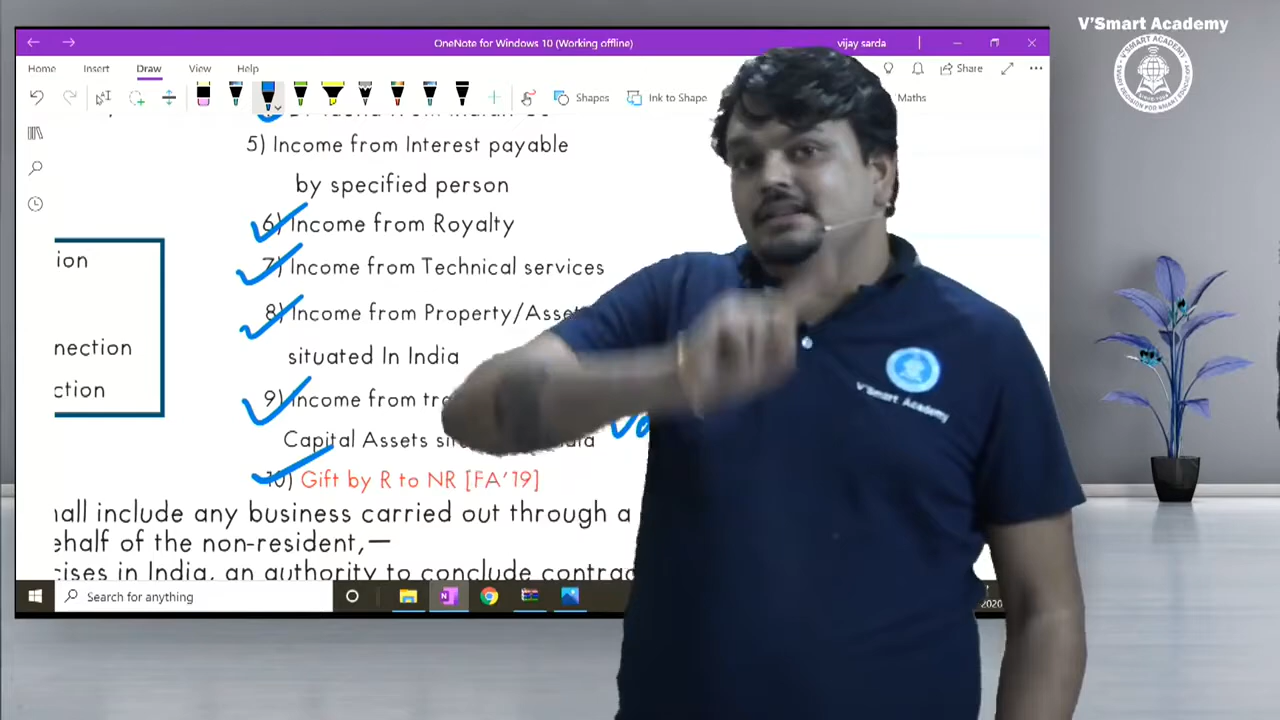 V'Smart Academy
OneNote for Windows 10 (Working offline)
vijay sarda
Home Insert Draw View Help
Share
Shapes
Ink to Shape
Maths
5) Income from Interest payable
by specified person
6) Income from Royalty
7) Income from Technical services
8) Income from Property/Asset
situated In India
9) Income from
Capital Assets
10) Gift by R to NR [FA'19]
hall include any business carried out through a
ehalf of the non-resident,—
cises in India, an authority to conclude contrac
ion
nection
ction
Search for anything
2020
V'Smart Academy